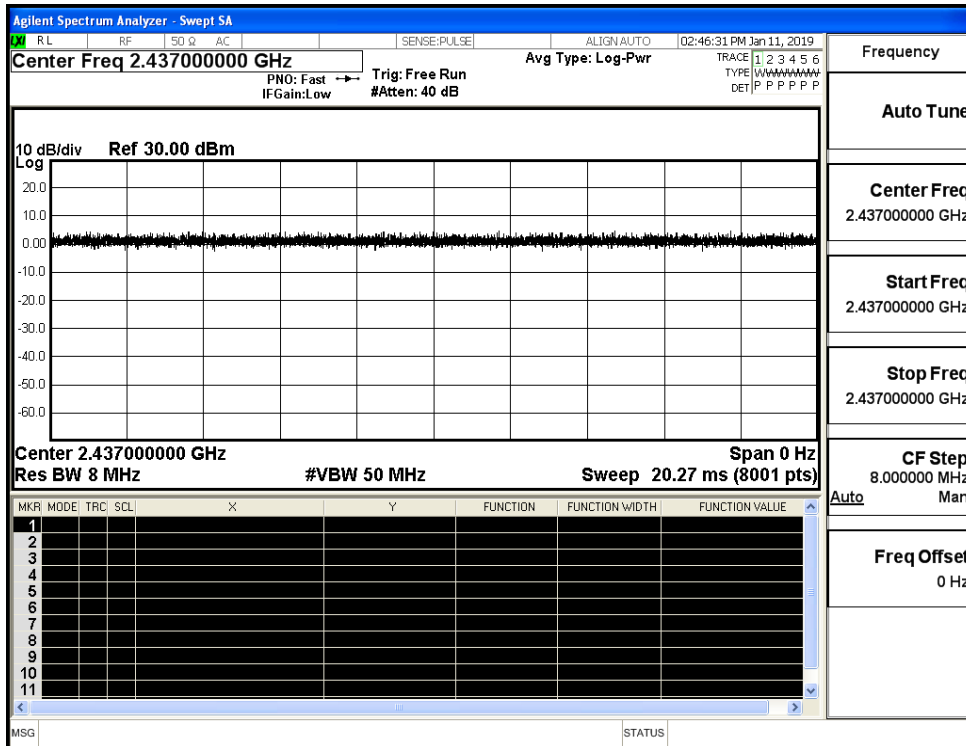 Agilent Spectrum Analyzer - Swept SA
LXI RL RF 50 Ω AC SENSE:PULSE ALIGN AUTO 02:46:31 PM Jan 11, 2019
Center Freq 2.437000000 GHz
PNO: Fast
IFGain:Low
Trig: Free Run
#Atten: 40 dB
Avg Type: Log-Pwr
TRACE 1 2 3 4 5 6
TYPE
DET P P P P P P
10 dB/div Ref 30.00 dBm
Log
20.0
10.0
0.00
-10.0
-20.0
-30.0
-40.0
-50.0
-60.0
Center 2.437000000 GHz Span 0 Hz
Res BW 8 MHz #VBW 50 MHz Sweep 20.27 ms (8001 pts)
MKR MODE TRC SCL X Y FUNCTION FUNCTION WIDTH FUNCTION VALUE
1
2
3
4
5
6
7
8
9
10
11
MSG STATUS
Frequency
Auto Tune
Center Freq
2.437000000 GHz
Start Freq
2.437000000 GHz
Stop Freq
2.437000000 GHz
CF Step
8.000000 MHz
Auto Man
Freq Offset
0 Hz